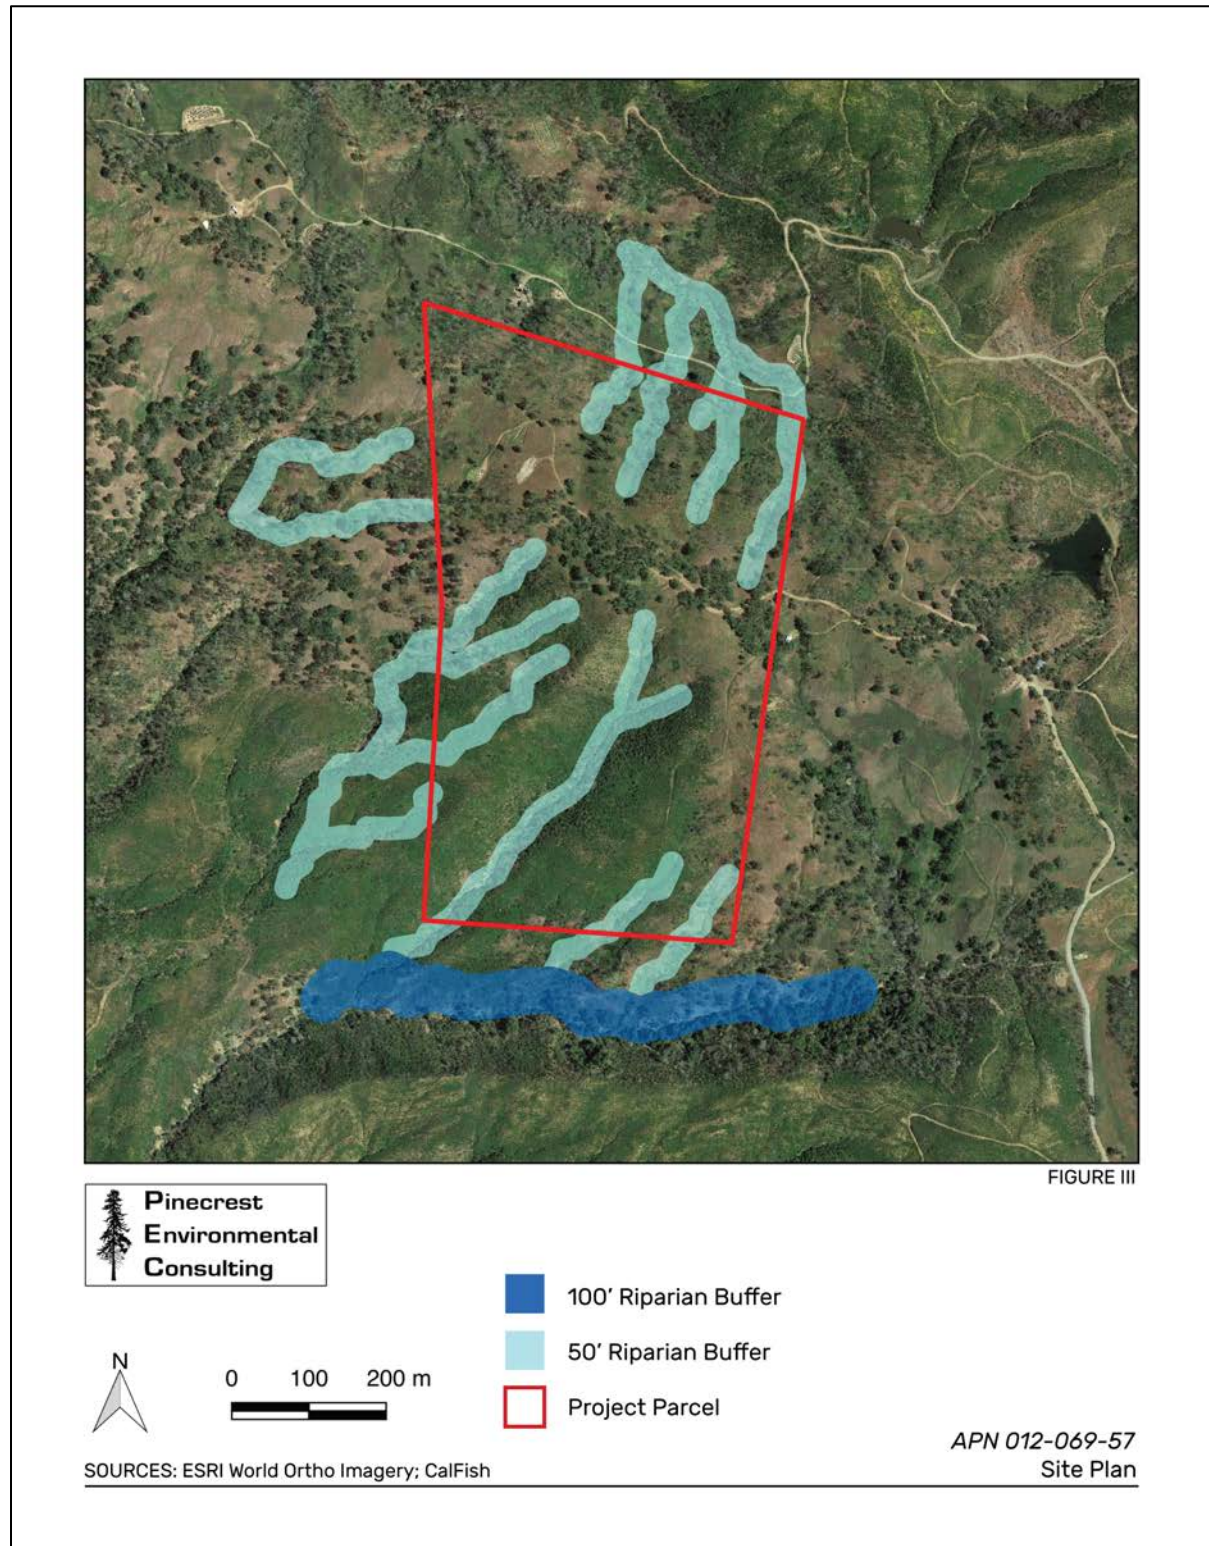 FIGURE III
Pinecrest
Environmental
Consulting
100' Riparian Buffer
50' Riparian Buffer
Project Parcel
N
0 100 200 m
APN 012-069-57
SOURCES: ESRI World Ortho Imagery; CalFish
Site Plan